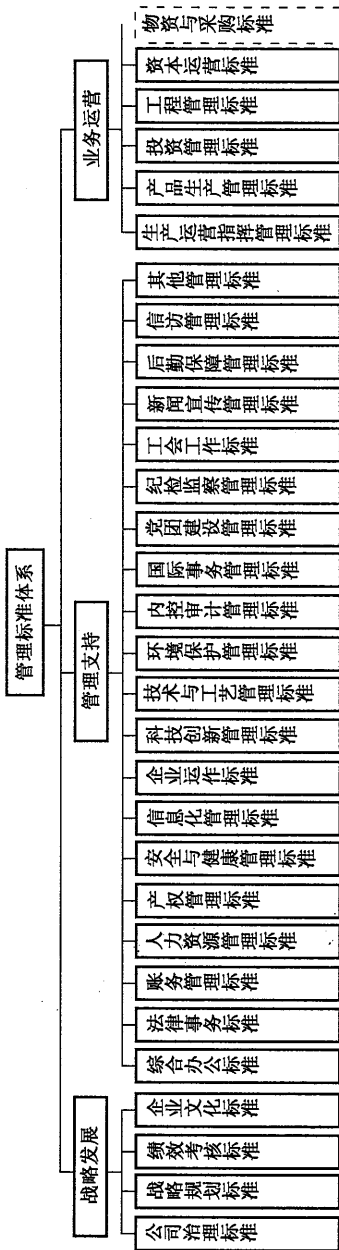 管理标准体系
战略发展
管理支持
业务运营
公司治理标准
战略规划标准
绩效考核标准
企业文化标准
综合办公标准
法律事务标准
账务管理标准
人力资源管理标准
产权管理标准
安全与健康管理标准
信息化管理标准
企业运作标准
科技创新管理标准
技术与工艺管理标准
环境保护管理标准
内控审计管理标准
国际事务管理标准
党团建设管理标准
纪检监察管理标准
工会工作标准
新闻宣传管理标准
后勤保障管理标准
信访管理标准
其他管理标准
生产运营指挥管理标准
产品生产管理标准
投资管理标准
工程管理标准
资本运营标准
物资与采购标准